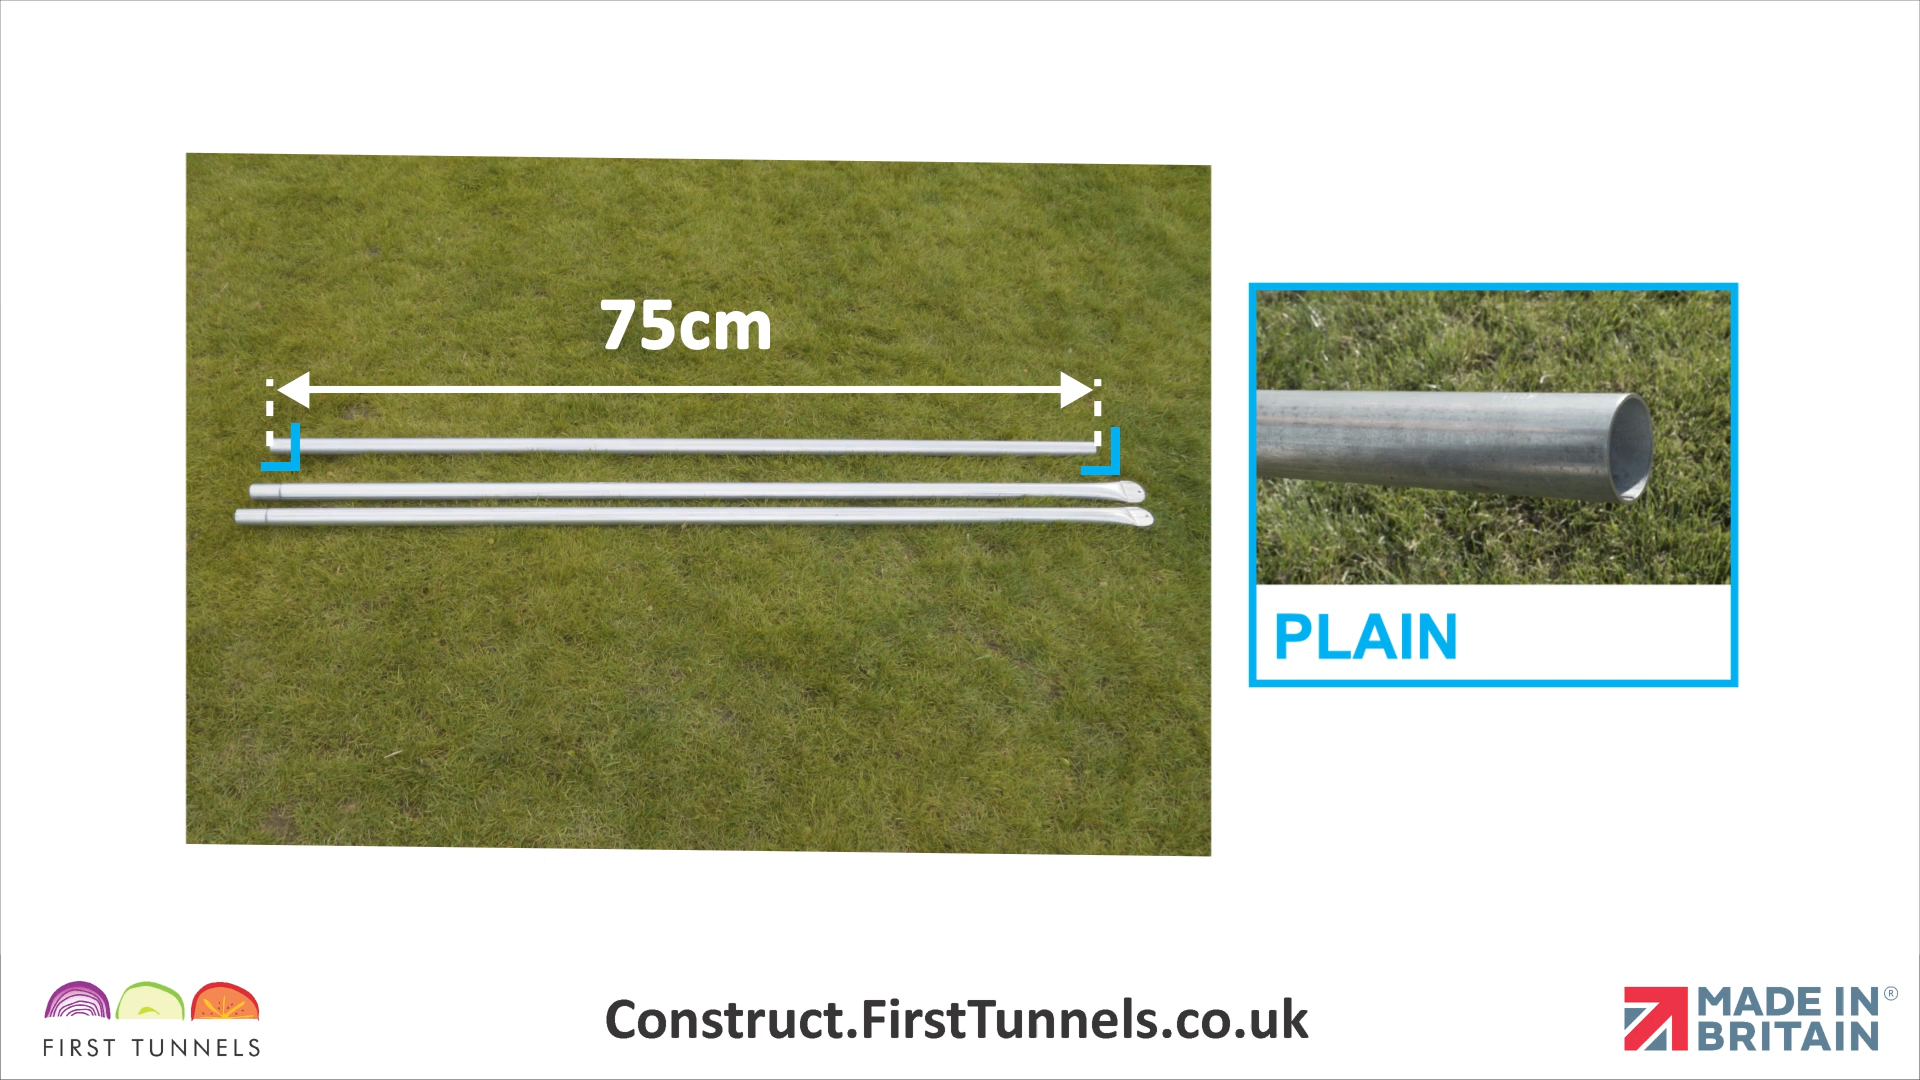 75cm
PLAIN
FIRST TUNNELS
Construct.FirstTunnels.co.uk
MADE IN ®
BRITAIN